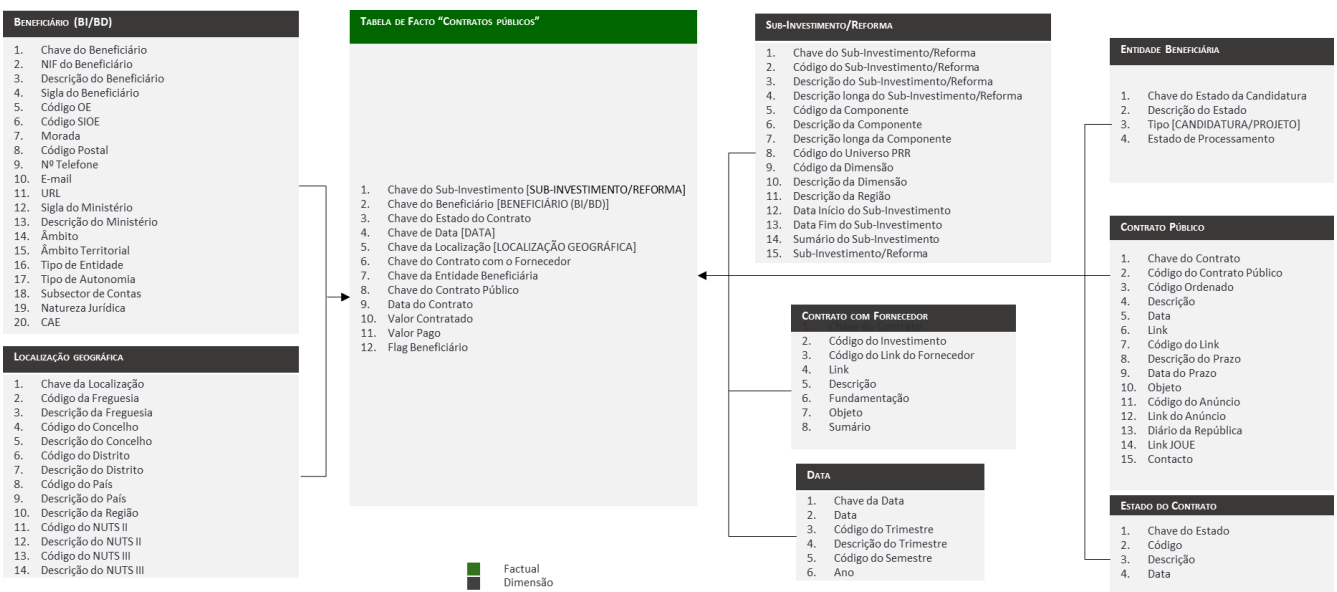 BENEFICIÁRIO (BI/BD)
1. Chave do Beneficiário
2. NIF do Beneficiário
3. Descrição do Beneficiário
4. Sigla do Beneficiário
5. Código OE
6. Código SIOE
7. Morada
8. Código Postal
9. Nº Telefone
10. E-mail
11. URL
12. Sigla do Ministério
13. Descrição do Ministério
14. Âmbito
15. Âmbito Territorial
16. Tipo de Entidade
17. Tipo de Autonomia
18. Subsector de Contas
19. Natureza Jurídica
20. CAE
LOCALIZAÇÃO GEOGRÁFICA
1. Chave da Localização
2. Código da Freguesia
3. Descrição da Freguesia
4. Código do Concelho
5. Descrição do Concelho
6. Código do Distrito
7. Descrição do Distrito
8. Código do País
9. Descrição do País
10. Descrição da Região
11. Código do NUTS II
12. Descrição do NUTS II
13. Código do NUTS III
14. Descrição do NUTS III
TABELA DE FACTO “CONTRATOS PÚBLICOS”
1. Chave do Sub-Investimento [SUB-INVESTIMENTO/REFORMA]
2. Chave do Beneficiário [BENEFICIÁRIO (BI/BD)]
3. Chave do Estado do Contrato
4. Chave de Data [DATA]
5. Chave da Localização [LOCALIZAÇÃO GEOGRÁFICA]
6. Chave do Contrato com o Fornecedor
7. Chave da Entidade Beneficiária
8. Chave do Contrato Público
9. Data do Contrato
10. Valor Contratado
11. Valor Pago
12. Flag Beneficiário
Factual
Dimensão
SUB-INVESTIMENTO/REFORMA
1. Chave do Sub-Investimento/Reforma
2. Código do Sub-Investimento/Reforma
3. Descrição do Sub-Investimento/Reforma
4. Descrição longa do Sub-Investimento/Reforma
5. Código da Componente
6. Descrição da Componente
7. Descrição longa da Componente
8. Código do Universo PRR
9. Código da Dimensão
10. Descrição da Dimensão
11. Descrição da Região
12. Data Início do Sub-Investimento
13. Data Fim do Sub-Investimento
14. Sumário do Sub-Investimento
15. Sub-Investimento/Reforma
CONTRATO COM FORNECEDOR
1. Chave do Contrato
2. Código do Investimento
3. Código do Link do Fornecedor
4. Link
5. Descrição
6. Fundamentação
7. Objeto
8. Sumário
DATA
1. Chave da Data
2. Data
3. Código do Trimestre
4. Descrição do Trimestre
5. Código do Semestre
6. Ano
ENTIDADE BENEFICIÁRIA
1. Chave do Estado da Candidatura
2. Descrição do Estado
3. Tipo [CANDIDATURA/PROJETO]
4. Estado de Processamento
CONTRATO PÚBLICO
1. Chave do Contrato
2. Código do Contrato Público
3. Código Ordenado
4. Descrição
5. Data
6. Link
7. Código do Link
8. Descrição do Prazo
9. Data do Prazo
10. Objeto
11. Código do Anúncio
12. Link do Anúncio
13. Diário da República
14. Link JOUE
15. Contacto
ESTADO DO CONTRATO
1. Chave do Estado
2. Código
3. Descrição
4. Data